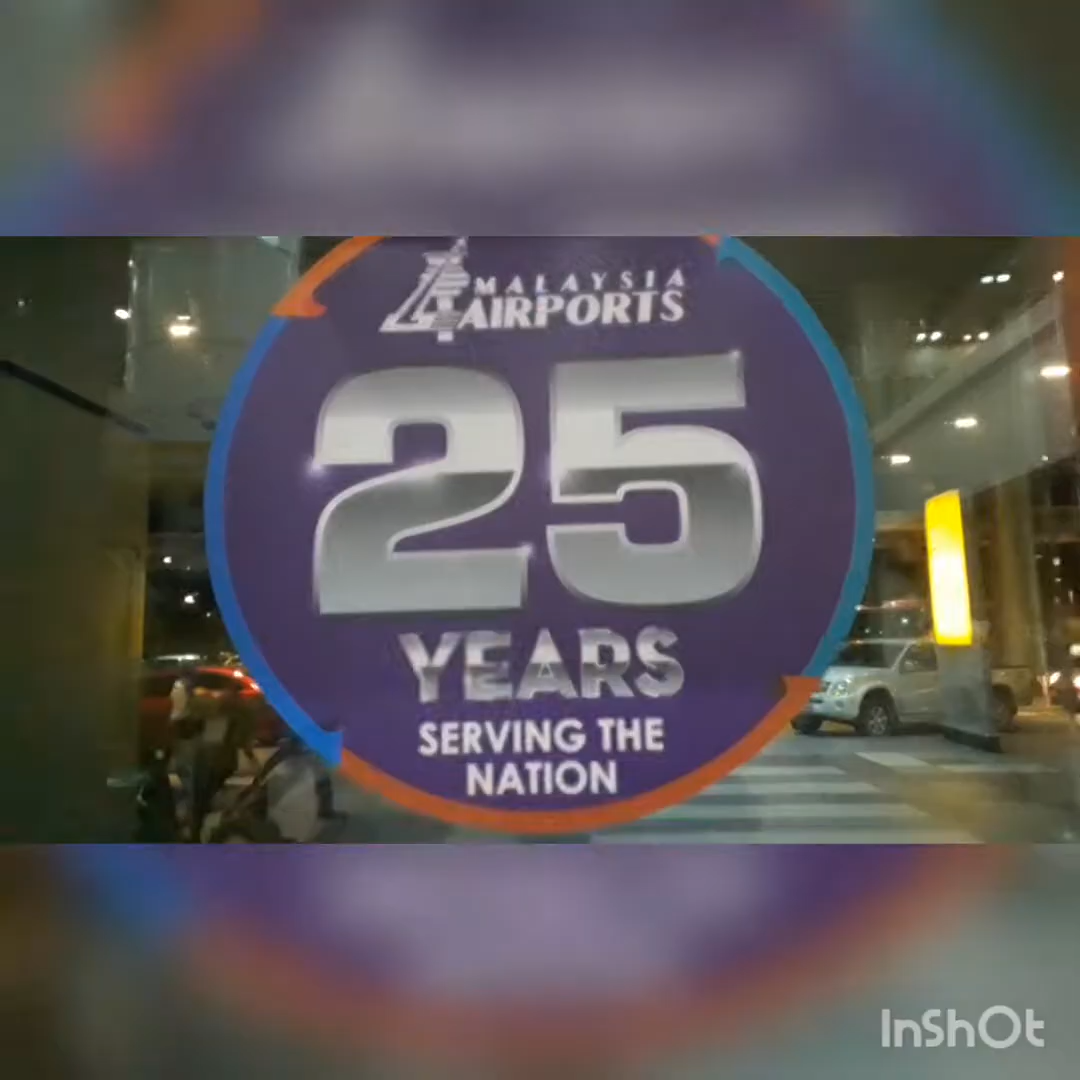 MALAYSIA
AIRPORTS
25
YEARS
SERVING THE
NATION
InShOt